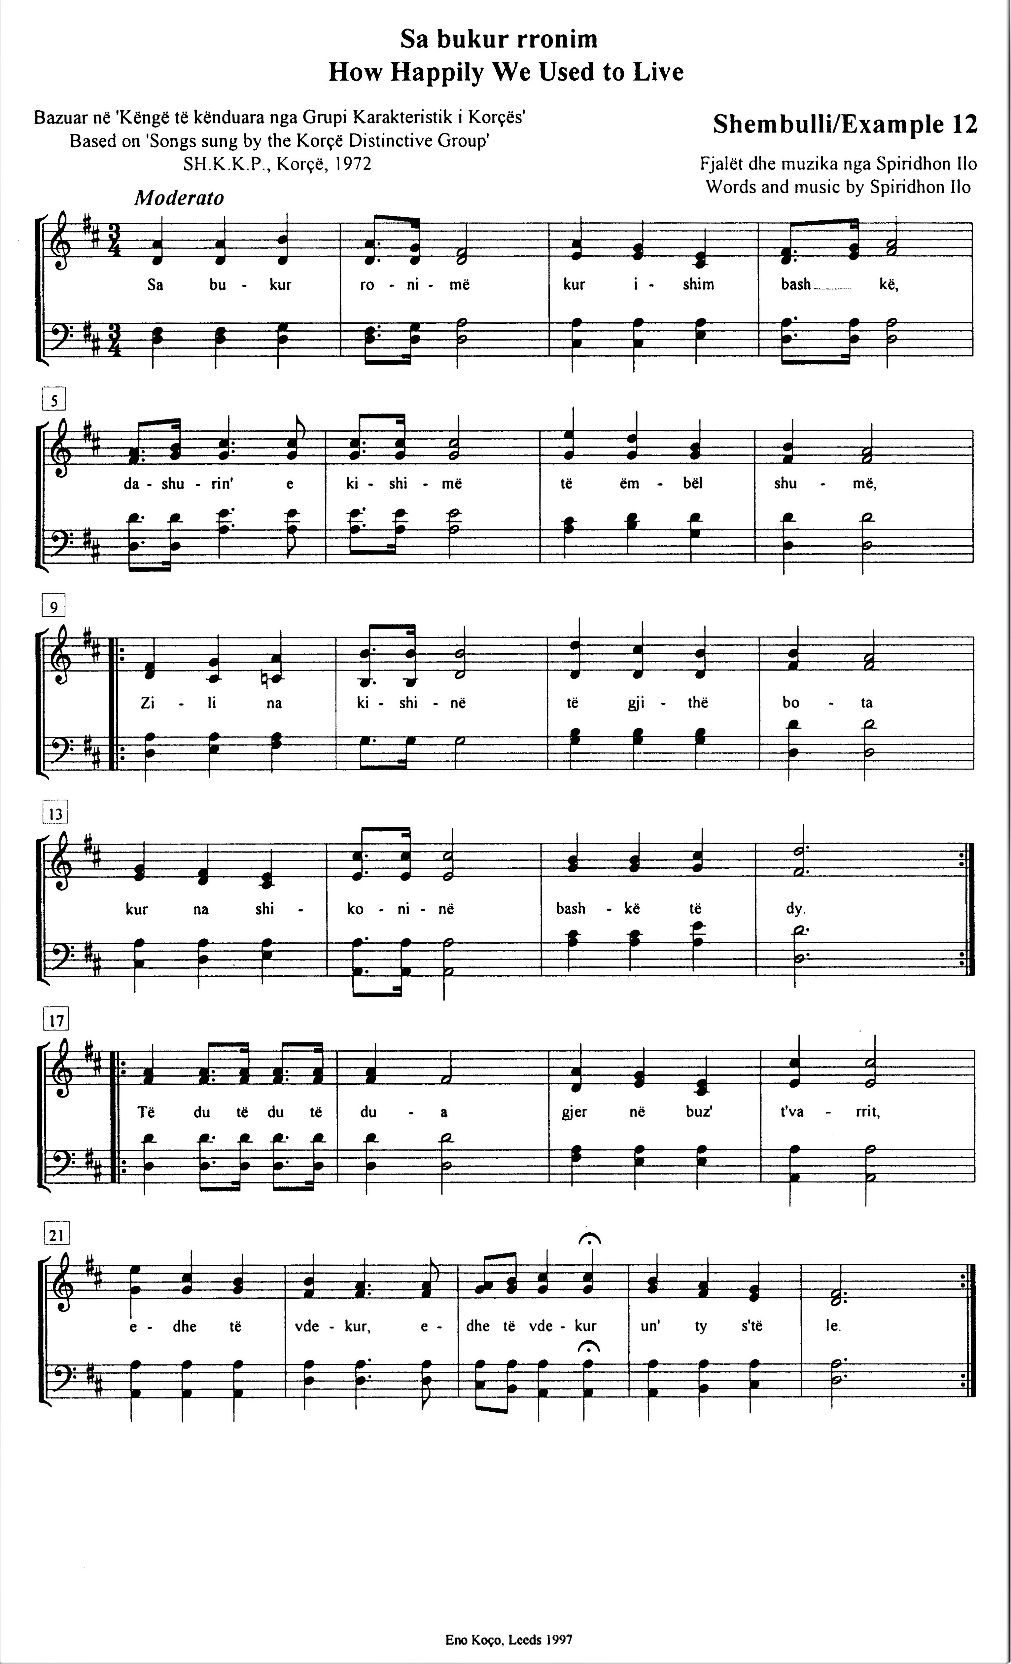 Sa bukur rronim
How Happily We Used to Live
Bazuar në 'Këngë të kënduara nga Grupi Karakteristik i Korçës'
Based on 'Songs sung by the Korçë Distinctive Group'
SH.K.K.P., Korçë, 1972
Shembulli/Example 12
Fjalët dhe muzika nga Spiridhon Ilo
Words and music by Spiridhon Ilo
Moderato
3/4
Sa bu - kur ro - ni - më kur i - shim bash kë,
3/4
5
da - shu - rin' e ki - shi - më të ëm - bël shu - më,
9
Zi - li na ki - shi - në të gji - thë bo - ta
13
kur na shi - ko - ni - në bash - kë të dy.
17
Të du të du të du - a gjer në buz' t'va - rrit,
21
e - dhe të vde - kur, e - dhe të vde - kur un' ty s'të le.
Eno Koço, Leeds 1997